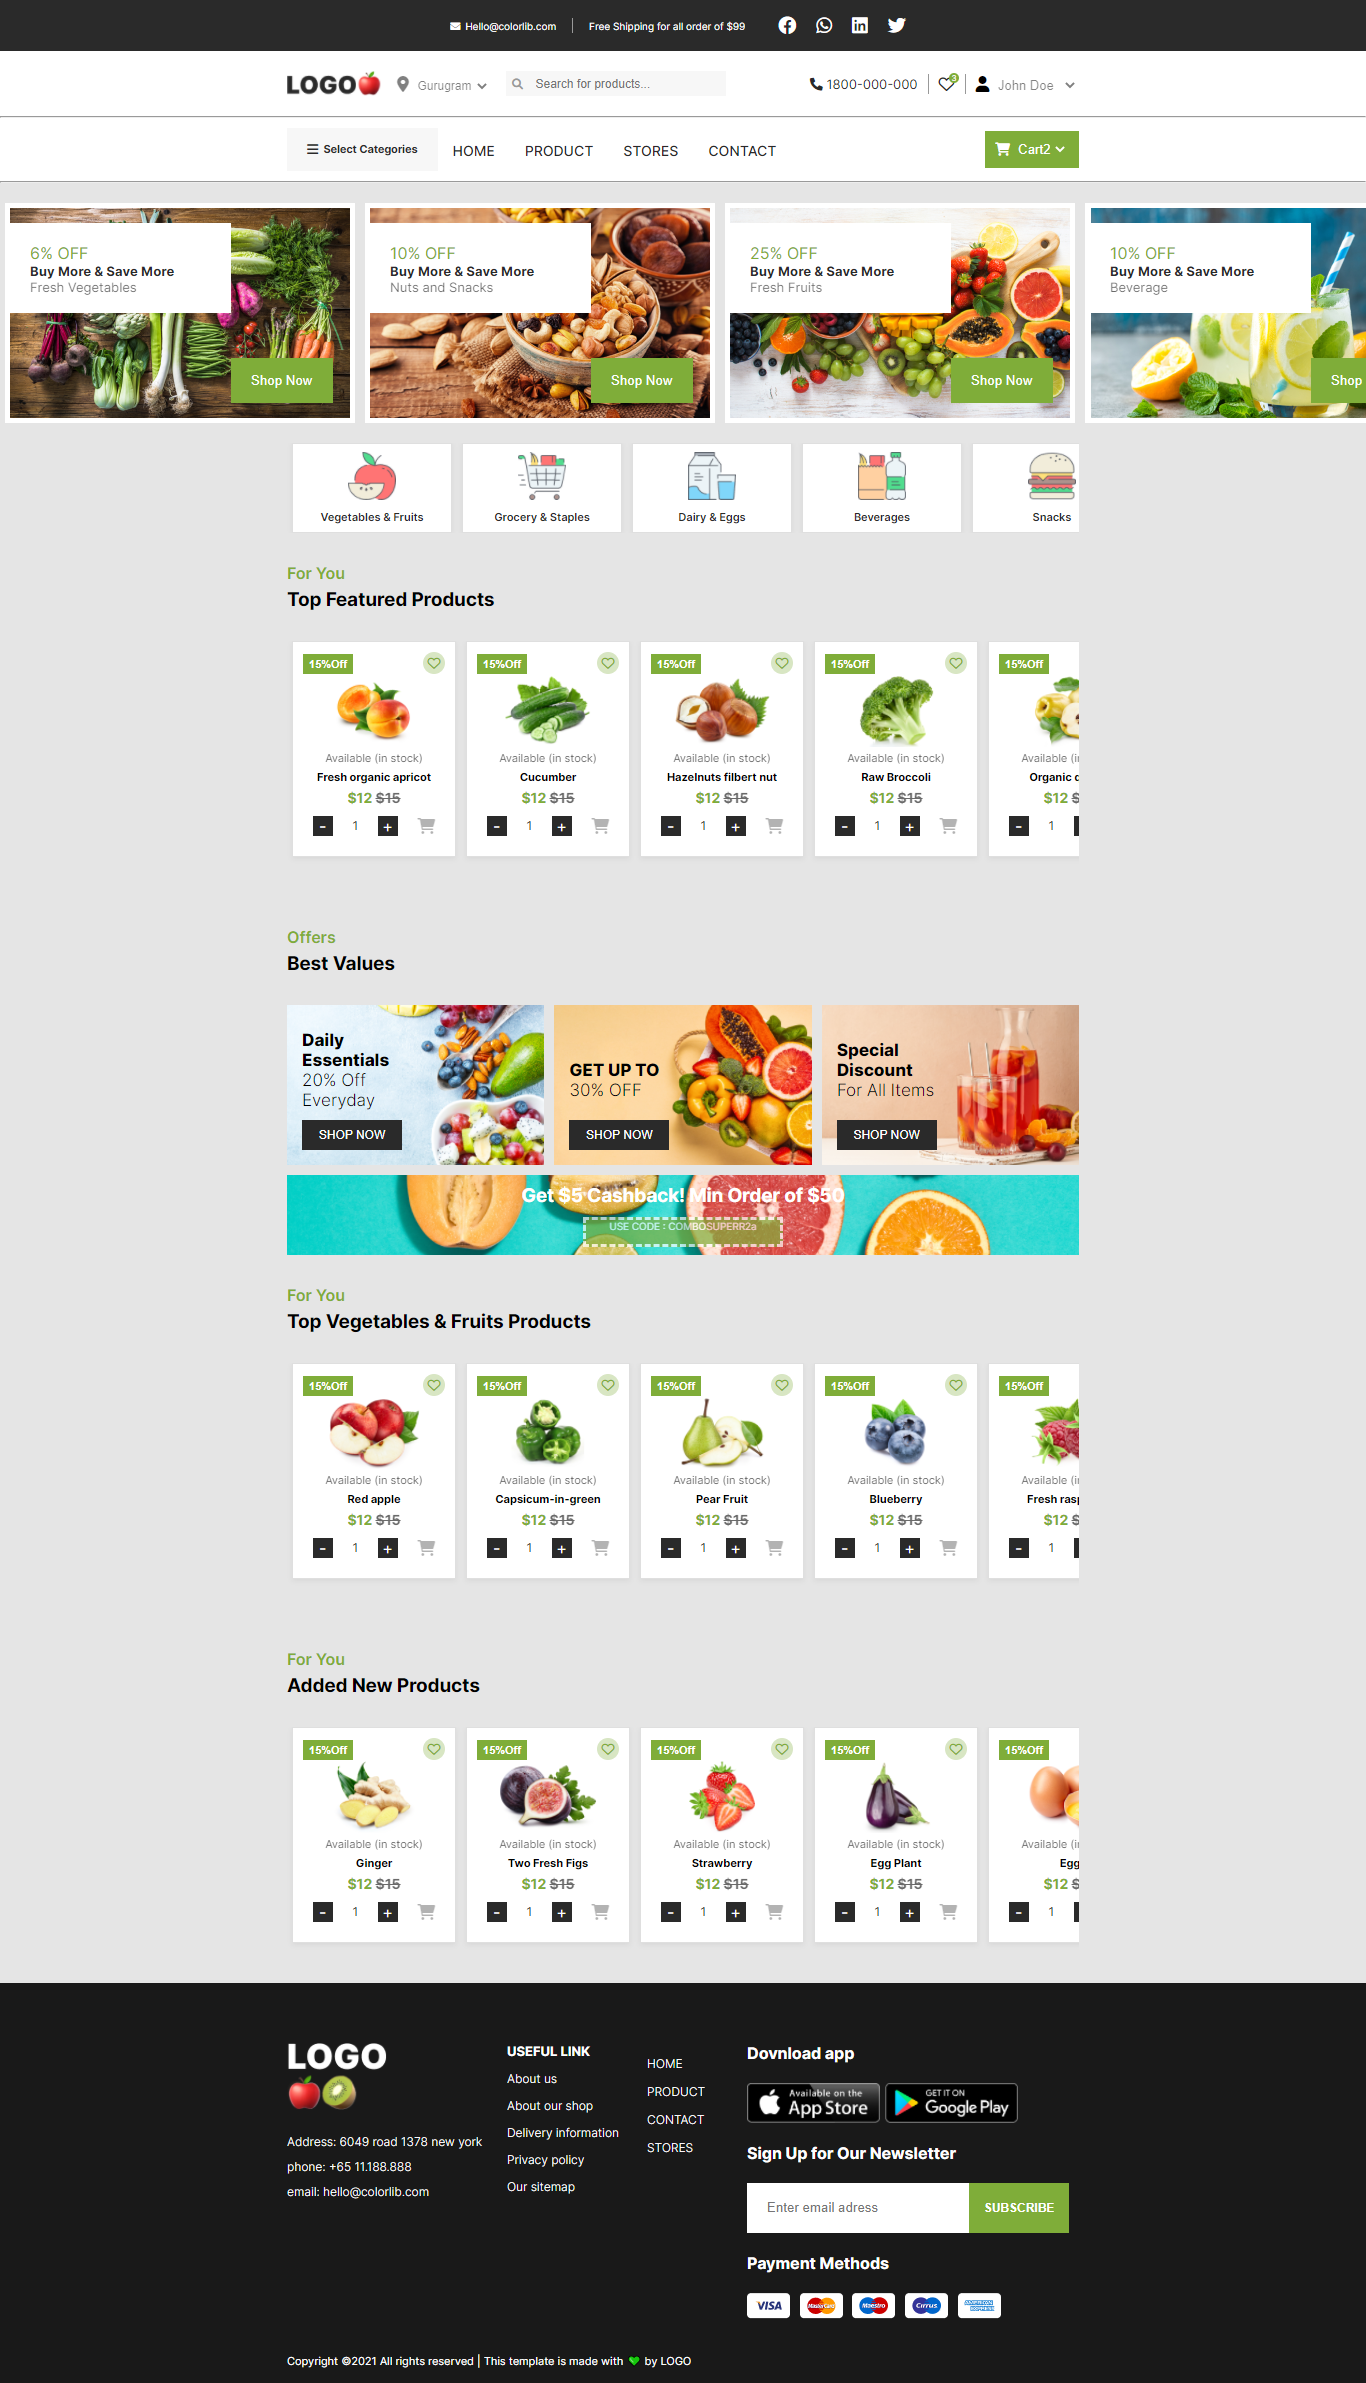 Hello@colorlib.com
Free Shipping for all order of $99
LOGO
Gurugram
Search for products...
1800-000-000
3
John Doe
Select Categories
HOME
PRODUCT
STORES
CONTACT
Cart2
6% OFF
Buy More & Save More
Fresh Vegetables
Shop Now
10% OFF
Buy More & Save More
Nuts and Snacks
Shop Now
25% OFF
Buy More & Save More
Fresh Fruits
Shop Now
10% OFF
Buy More & Save More
Beverage
Shop
Vegetables & Fruits
Grocery & Staples
Dairy & Eggs
Beverages
Snacks
For You
Top Featured Products
15%Off
Available (in stock)
Fresh organic apricot
$12 $15
- 1 +
15%Off
Available (in stock)
Cucumber
$12 $15
- 1 +
15%Off
Available (in stock)
Hazelnuts filbert nut
$12 $15
- 1 +
15%Off
Available (in stock)
Raw Broccoli
$12 $15
- 1 +
15%Off
Available (i
Organic
$12 $
- 1
Offers
Best Values
Daily
Essentials
20% Off
Everyday
SHOP NOW
GET UP TO
30% OFF
SHOP NOW
Special
Discount
For All Items
SHOP NOW
Get $5 Cashback! Min Order of $50
USE CODE : COMBOSUPERR2a
For You
Top Vegetables & Fruits Products
15%Off
Available (in stock)
Red apple
$12 $15
- 1 +
15%Off
Available (in stock)
Capsicum-in-green
$12 $15
- 1 +
15%Off
Available (in stock)
Pear Fruit
$12 $15
- 1 +
15%Off
Available (in stock)
Blueberry
$12 $15
- 1 +
15%Off
Available (i
Fresh rasp
$12 $
- 1
For You
Added New Products
15%Off
Available (in stock)
Ginger
$12 $15
- 1 +
15%Off
Available (in stock)
Two Fresh Figs
$12 $15
- 1 +
15%Off
Available (in stock)
Strawberry
$12 $15
- 1 +
15%Off
Available (in stock)
Egg Plant
$12 $15
- 1 +
15%Off
Available (i
Egg
$12 $
- 1
LOGO
Address: 6049 road 1378 new york
phone: +65 11.188.888
email: hello@colorlib.com
USEFUL LINK
About us
About our shop
Delivery information
Privacy policy
Our sitemap
HOME
PRODUCT
CONTACT
STORES
Dovnload app
Available on the
App Store
GET IT ON
Google Play
Sign Up for Our Newsletter
Enter email adress
SUBSCRIBE
Payment Methods
VISA
MasterCard
Maestro
Cirrus
AMERICAN EXPRESS
Copyright ©2021 All rights reserved | This template is made with
by LOGO